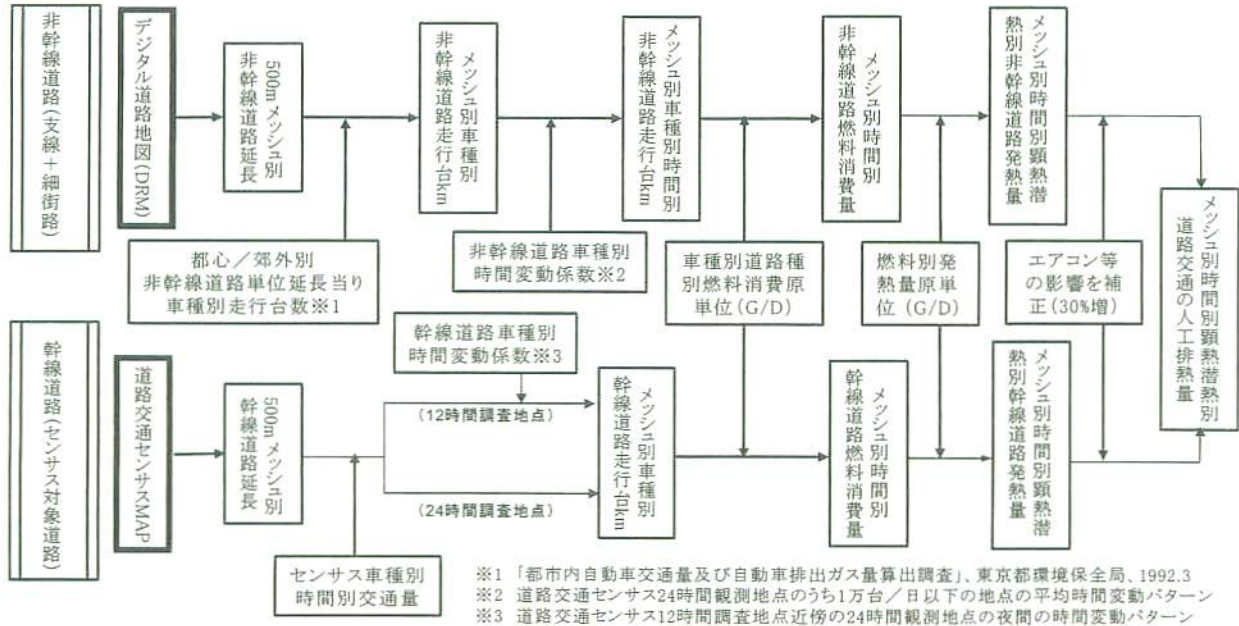 非幹線道路(支線+細街路)
デジタル道路地図(DRM)
500mメッシュ別
非幹線道路延長
メッシュ別車種別
非幹線道路走行台km
メッシュ別車種別時間別
非幹線道路走行台km
メッシュ別時間別
非幹線道路燃料消費量
メッシュ別時間別顕熱潜
熱別非幹線道路発熱量
メッシュ別時間別顕熱潜熱別
道路交通の人工排熱量
都心/郊外別
非幹線道路単位延長当り
車種別走行台数※1
非幹線道路車種別
時間変動係数※2
車種別道路種
別燃料消費原
単位(G/D)
燃料別発
熱量原単
位(G/D)
エアコン等
の影響を補
正(30%増)
幹線道路(センサス対象道路)
道路交通センサスMAP
500mメッシュ別
幹線道路延長
幹線道路車種別
時間変動係数※3
(12時間調査地点)
(24時間調査地点)
メッシュ別車種別
幹線道路走行台km
メッシュ別時間別
幹線道路燃料消費量
メッシュ別時間別顕熱潜
熱別幹線道路発熱量
センサス車種別
時間別交通量
※1 「都市内自動車交通量及び自動車排出ガス量算出調査」、東京都環境保全局、1992.3
※2 道路交通センサス24時間観測地点のうち1万台/日以下の地点の平均時間変動パターン
※3 道路交通センサス12時間調査地点近傍の24時間観測地点の夜間の時間変動パターン